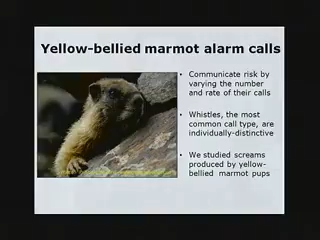 Yellow-bellied marmot alarm calls
• Communicate risk by
varying the number
and rate of their calls
• Whistles, the most
common call type, are
individually-distinctive
• We studied screams
produced by yellow-
bellied marmot pups